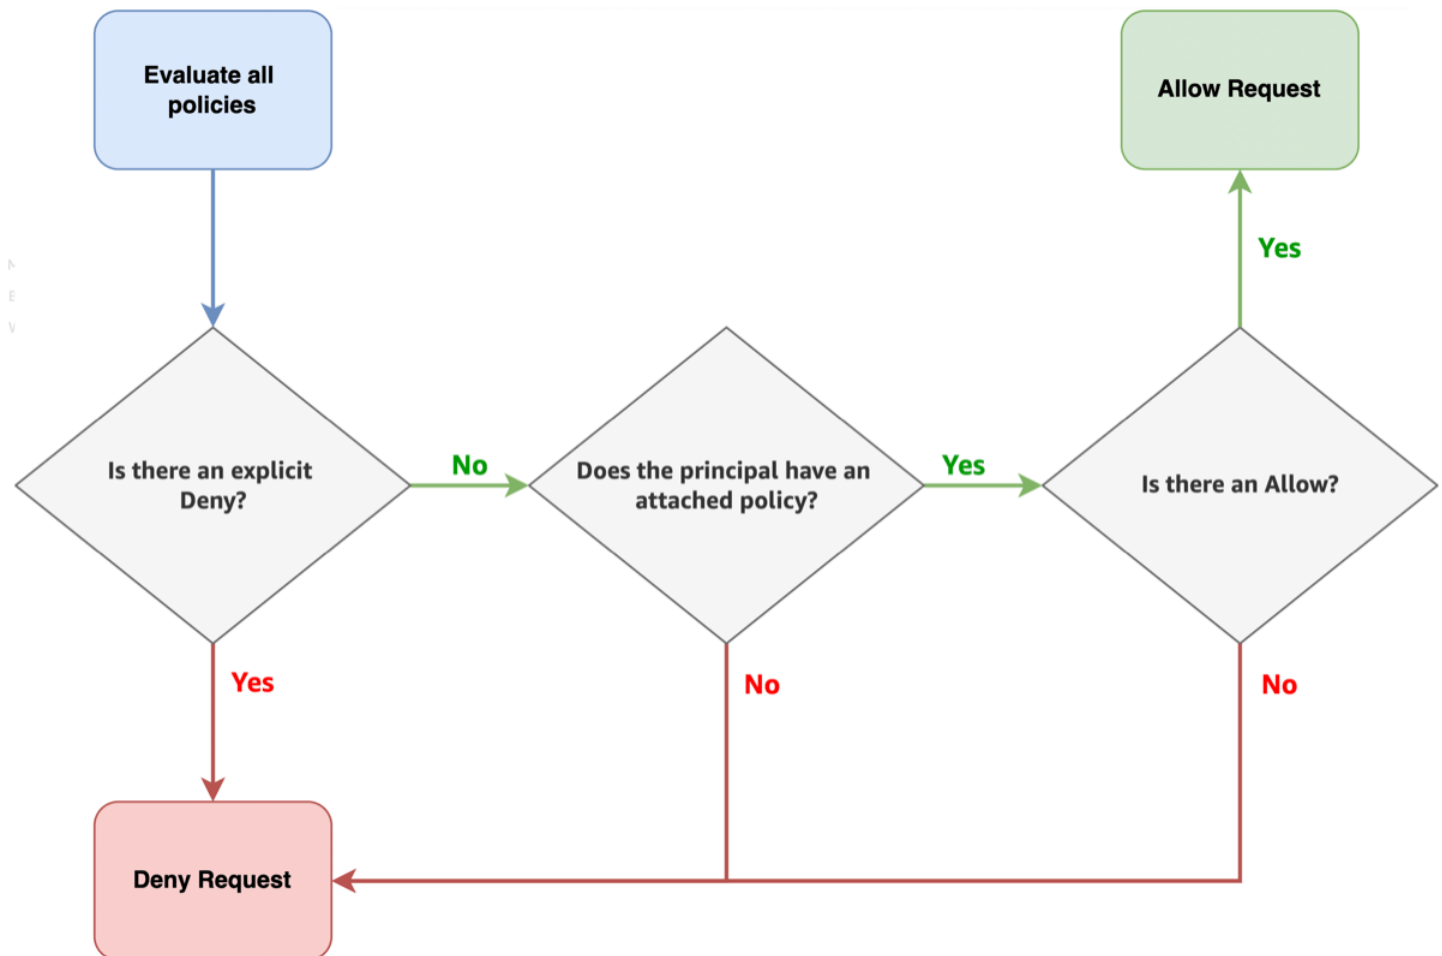 Evaluate all
policies
Allow Request
Yes
Is there an explicit
Deny?
No
Does the principal have an
attached policy?
Yes
Is there an Allow?
Yes
No
No
Deny Request